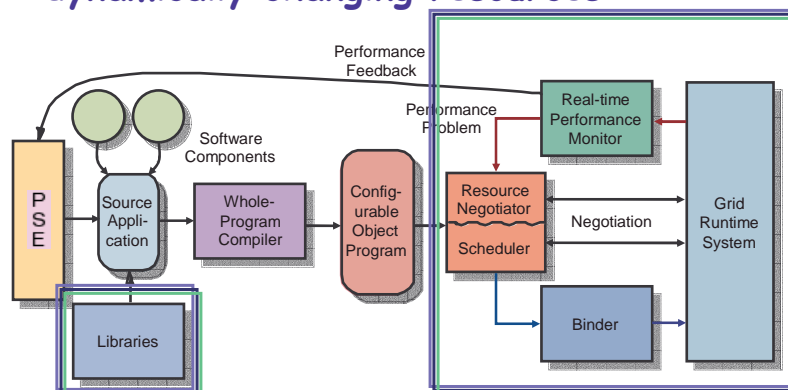 Performance
Feedback
Real-time
Performance
Monitor
Performance
Problem
Software
Components
P
S
E
Source
Appli-
cation
Whole-
Program
Compiler
Config-
urable
Object
Program
Resource
Negotiator
Scheduler
Negotiation
Grid
Runtime
System
Libraries
Binder